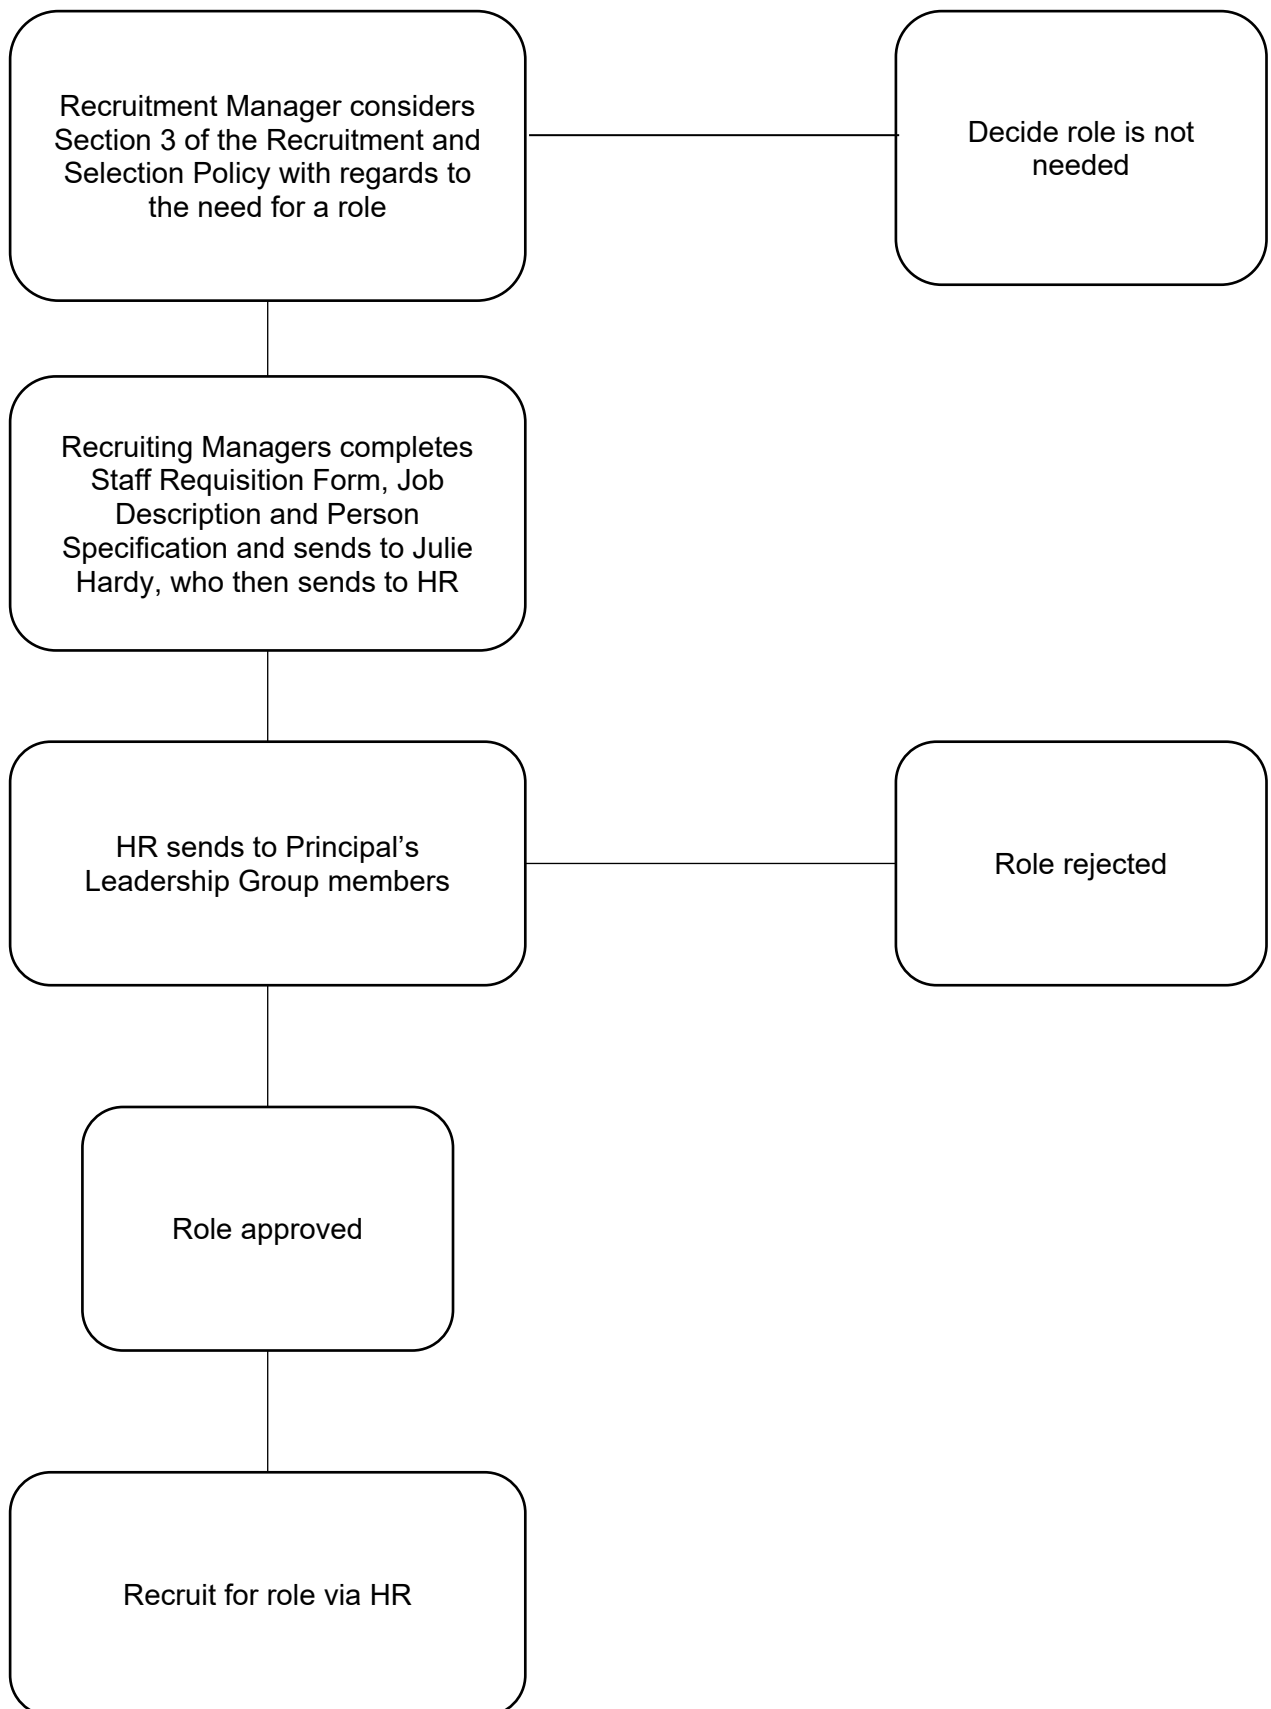 Recruitment Manager considers
Section 3 of the Recruitment and
Selection Policy with regards to
the need for a role
Decide role is not
needed
Recruiting Managers completes
Staff Requisition Form, Job
Description and Person
Specification and sends to Julie
Hardy, who then sends to HR
HR sends to Principal’s
Leadership Group members
Role rejected
Role approved
Recruit for role via HR